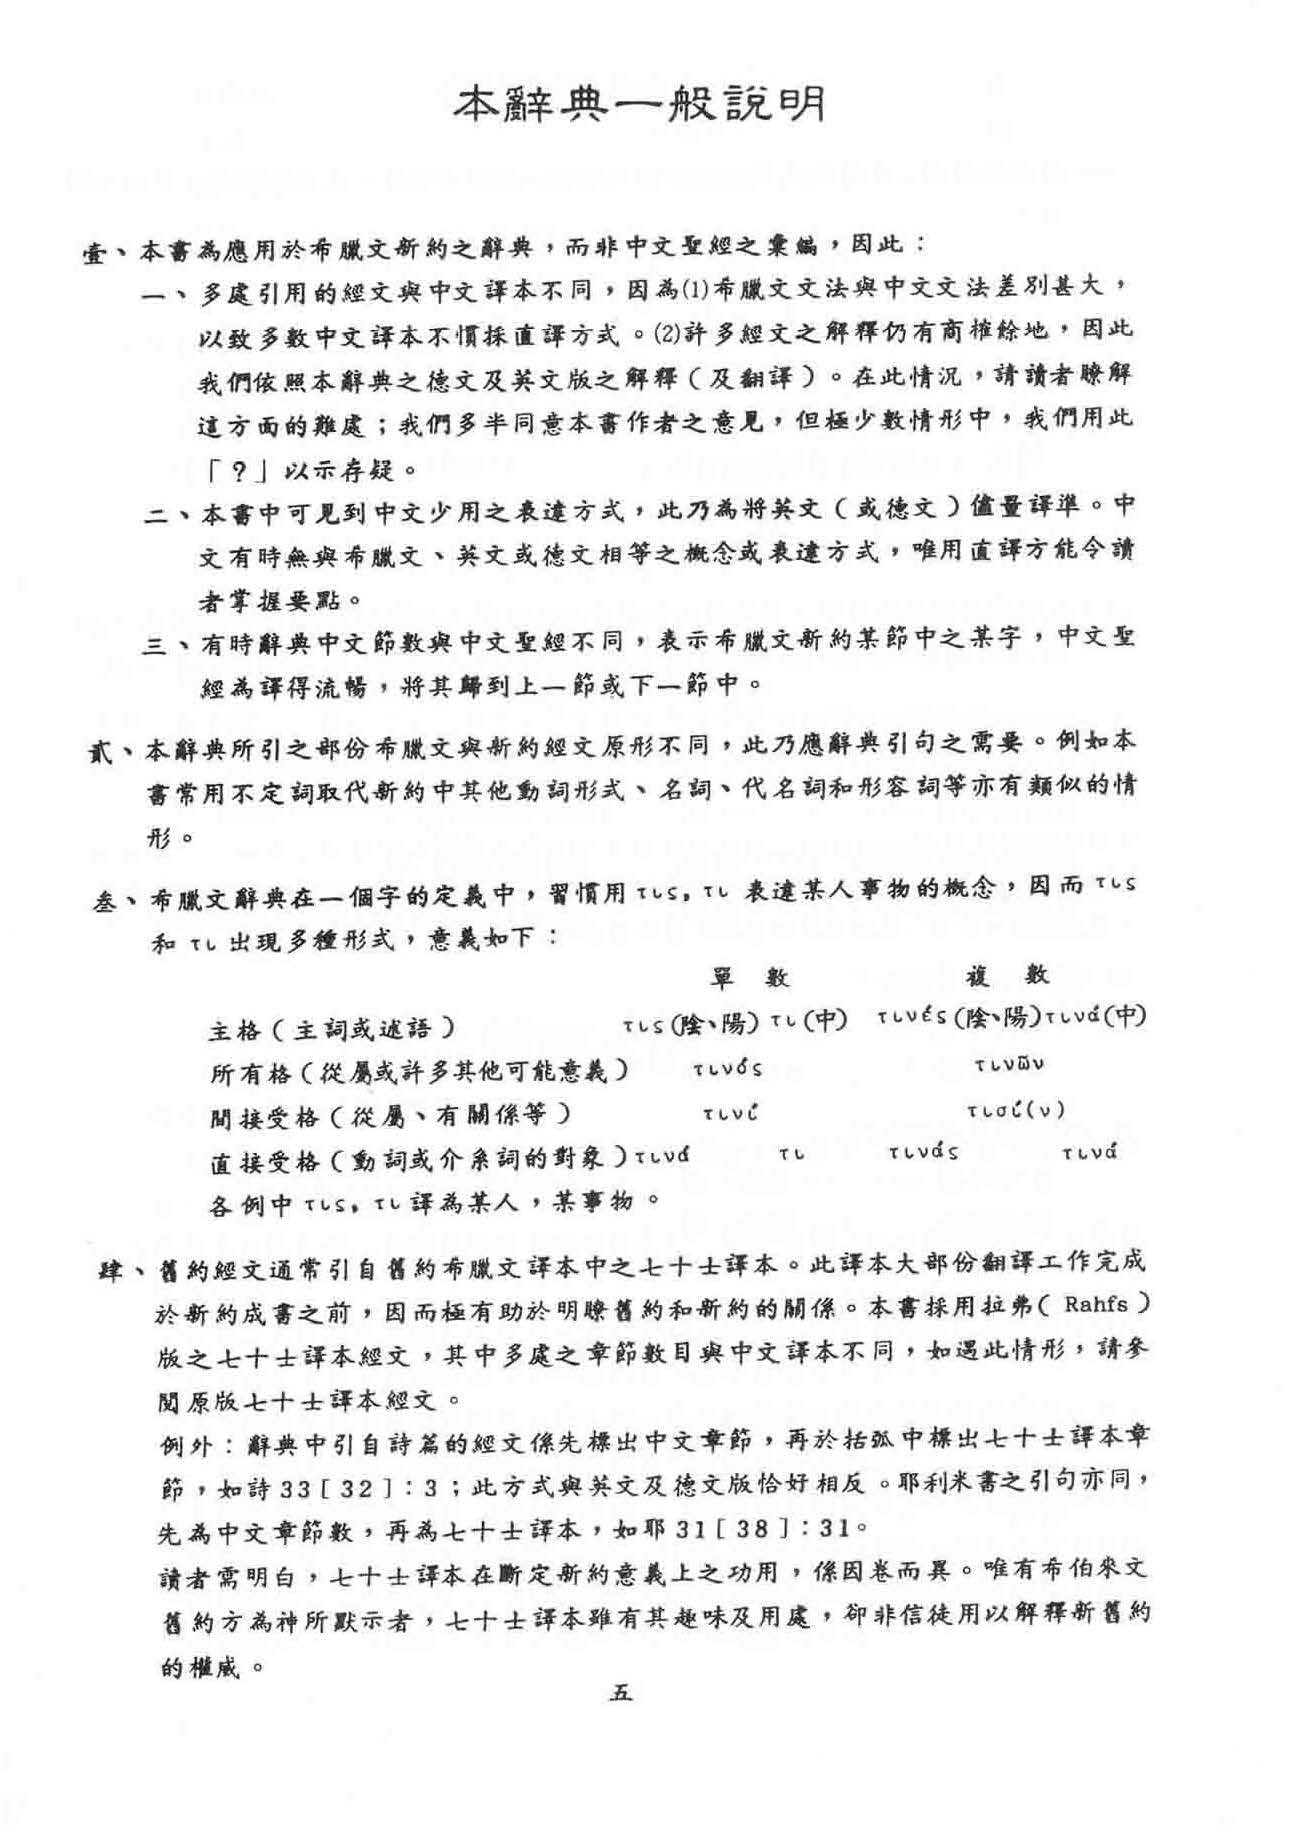 本辭典一般說明
壹、本書為應用於希臘文新約之辭典，而非中文聖經之彙編，因此：
一、多處引用的經文與中文譯本不同，因為⑴希臘文文法與中文文法差別甚大，
以致多數中文譯本不慣採直譯方式。⑵許多經文之解釋仍有商榷餘地，因此
我們依照本辭典之德文及英文版之解釋（及翻譯）。在此情況，請讀者瞭解
這方面的難處；我們多半同意本書作者之意見，但極少數情形中，我們用此
「？」以示存疑。
二、本書中可見到中文少用之表達方式，此乃為將英文（或德文）儘量譯準。中
文有時無與希臘文、英文或德文相等之概念或表達方式，唯用直譯方能令讀
者掌握要點。
三、有時辭典中文節數與中文聖經不同，表示希臘文新約某節中之某字，中文聖
經為譯得流暢，將其歸到上一節或下一節中。
貳、本辭典所引之部份希臘文與新約經文原形不同，此乃應辭典引句之需要。例如本
書常用不定詞取代新約中其他動詞形式、名詞、代名詞和形容詞等亦有類似的情
形。
叁、希臘文辭典在一個字的定義中，習慣用 τις, τι 表達某人事物的概念，因而 τις
和 τι 出現多種形式，意義如下：
單 數 複 數
主格（主詞或述語） τις(陰、陽) τι(中) τινές(陰、陽)τινά(中)
所有格（從屬或許多其他可能意義） τινός τινῶν
間接受格（從屬、有關係等） τινί τισί(ν)
直接受格（動詞或介系詞的對象）τινά τι τινάς τινά
各例中 τις, τι 譯為某人，某事物。
肆、舊約經文通常引自舊約希臘文譯本中之七十士譯本。此譯本大部份翻譯工作完成
於新約成書之前，因而極有助於明瞭舊約和新約的關係。本書採用拉弗（Rahfs）
版之七十士譯本經文，其中多處之章節數目與中文譯本不同，如遇此情形，請參
閱原版七十士譯本經文。
例外：辭典中引自詩篇的經文係先標出中文章節，再於括弧中標出七十士譯本章
節，如詩 33［32］：3；此方式與英文及德文版恰好相反。耶利米書之引句亦同，
先為中文章節數，再為七十士譯本，如耶 31［38］：31。
讀者需明白，七十士譯本在斷定新約意義上之功用，係因卷而異。唯有希伯來文
舊約方為神所默示者，七十士譯本雖有其趣味及用處，卻非信徒用以解釋新舊約
的權威。
五